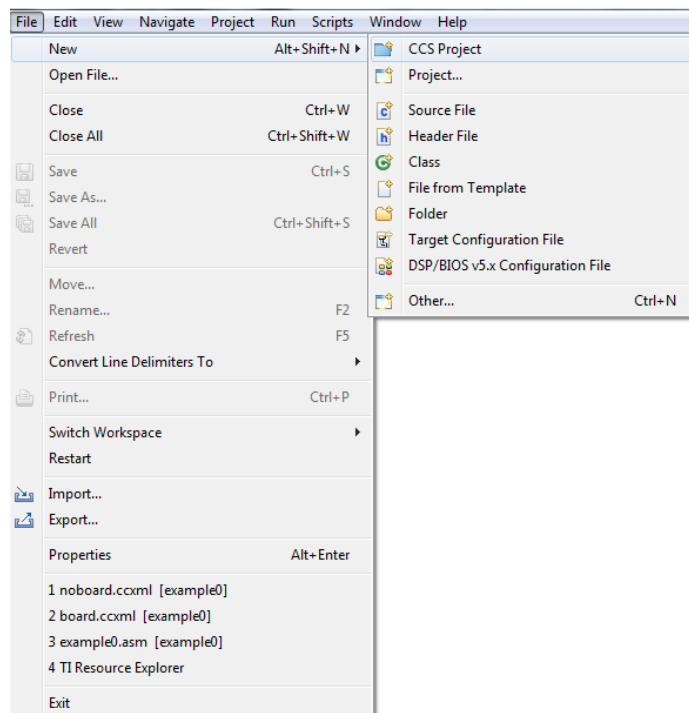 File Edit View Navigate Project Run Scripts Window Help
New Alt+Shift+N
Open File...
Close Ctrl+W
Close All Ctrl+Shift+W
Save Ctrl+S
Save As...
Save All Ctrl+Shift+S
Revert
Move...
Rename... F2
Refresh F5
Convert Line Delimiters To
Print... Ctrl+P
Switch Workspace
Restart
Import...
Export...
Properties Alt+Enter
1 noboard.ccxml [example0]
2 board.ccxml [example0]
3 example0.asm [example0]
4 TI Resource Explorer
Exit
CCS Project
Project...
Source File
Header File
Class
File from Template
Folder
Target Configuration File
DSP/BIOS v5.x Configuration File
Other... Ctrl+N